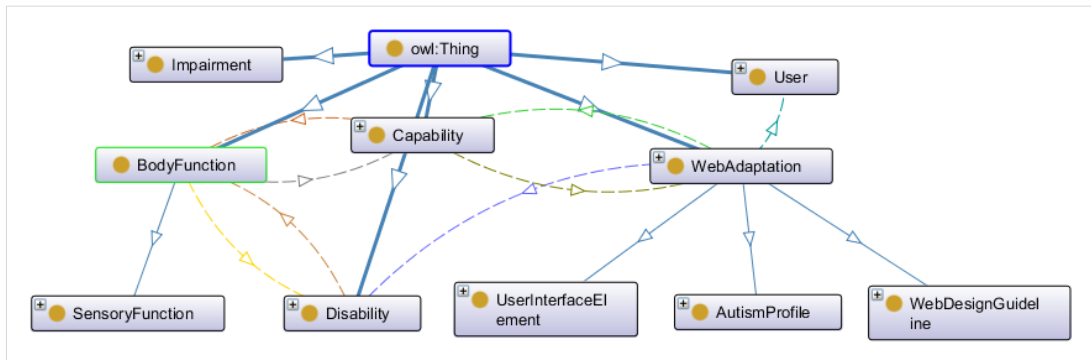 owl:Thing
Impairment
User
Capability
BodyFunction
WebAdaptation
SensoryFunction
Disability
UserInterfaceEl
ement
AutismProfile
WebDesignGuidel
ine